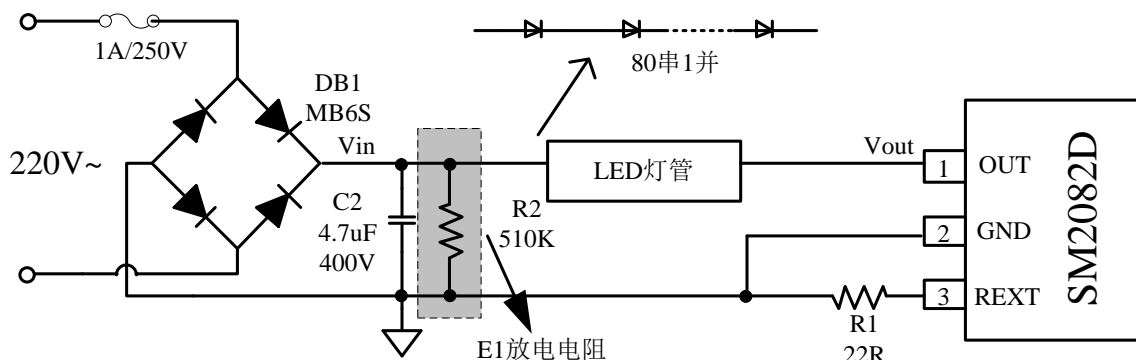 1A/250V
DB1
MB6S
220V~
Vin
C2
4.7uF
400V
R2
510K
E1放电电阻
80串1并
LED灯管
Vout
1
OUT
2
GND
3
REXT
R1
22R
SM2082D